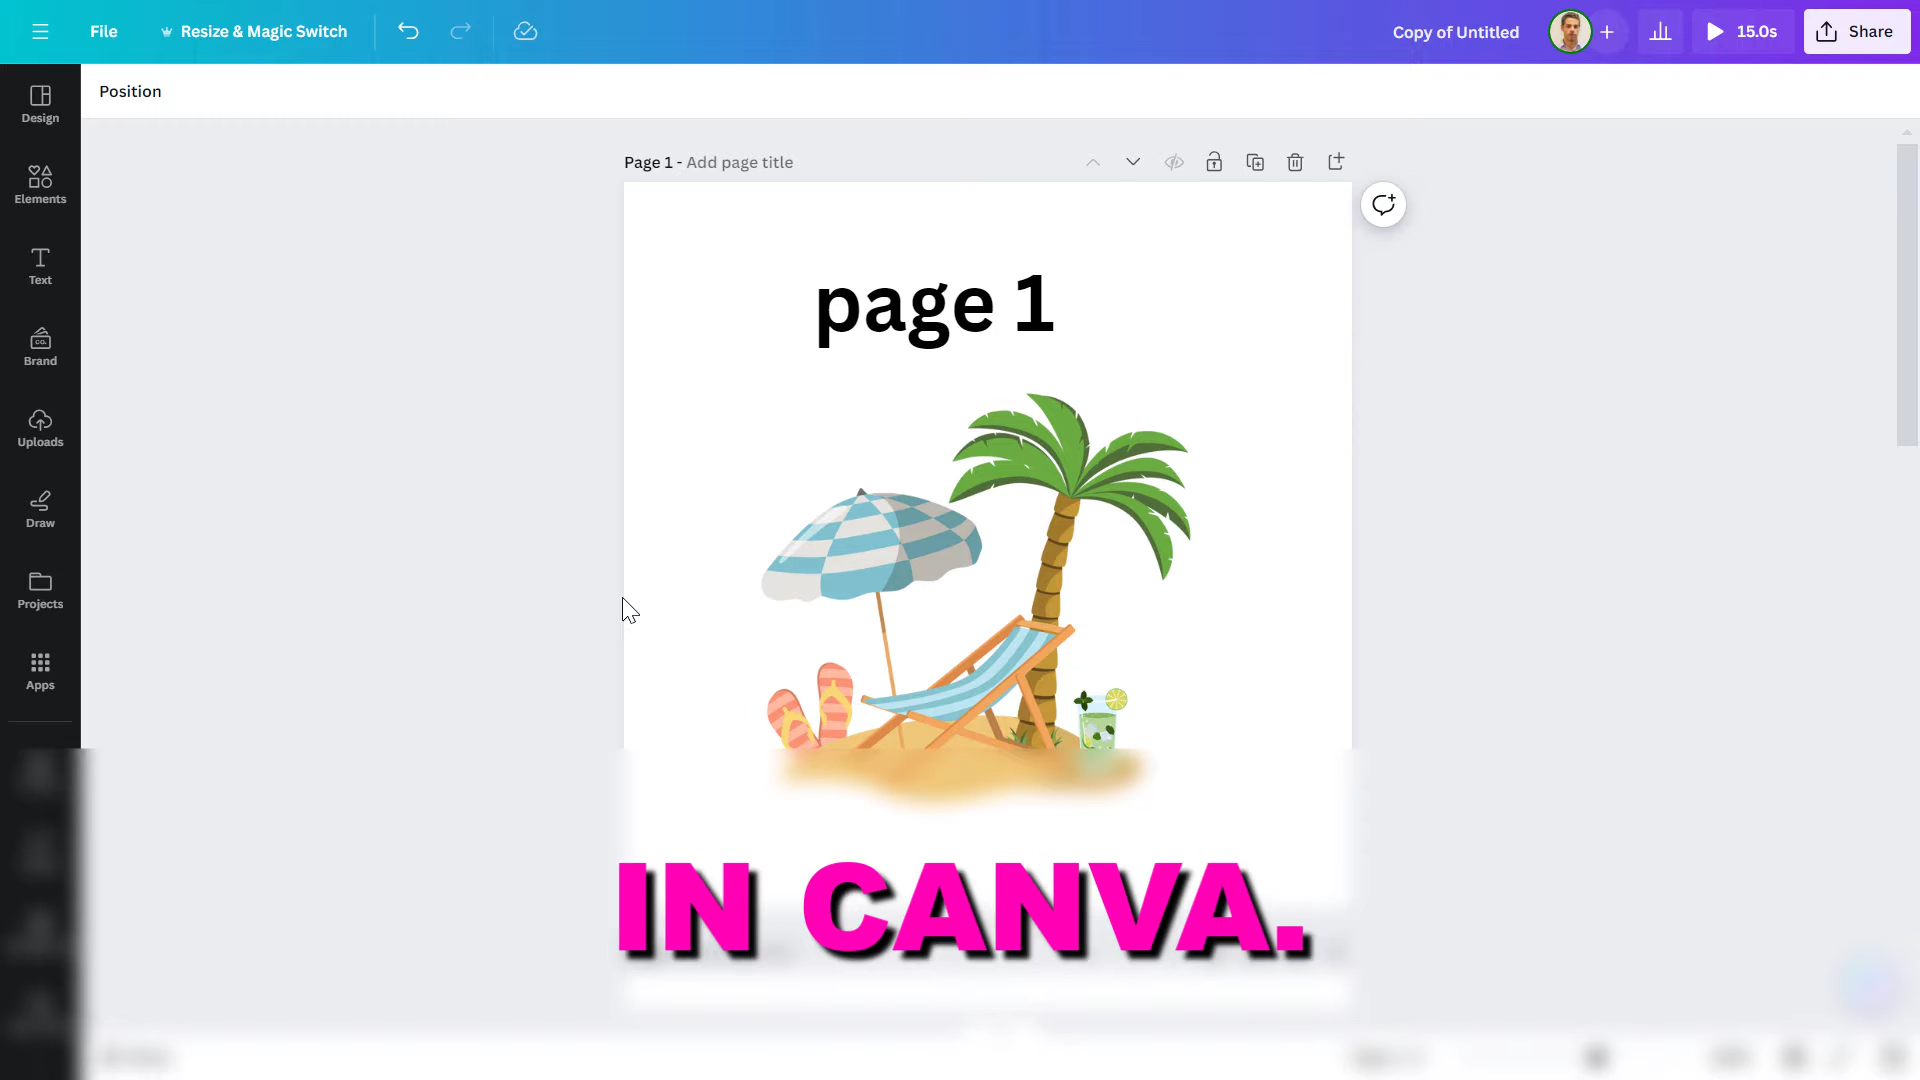 File
Resize & Magic Switch
Copy of Untitled
15.0s
Share
Position
Design
Elements
Text
CO.
Brand
Uploads
Draw
Projects
Apps
Page 1 - Add page title
page 1
IN CANVA.